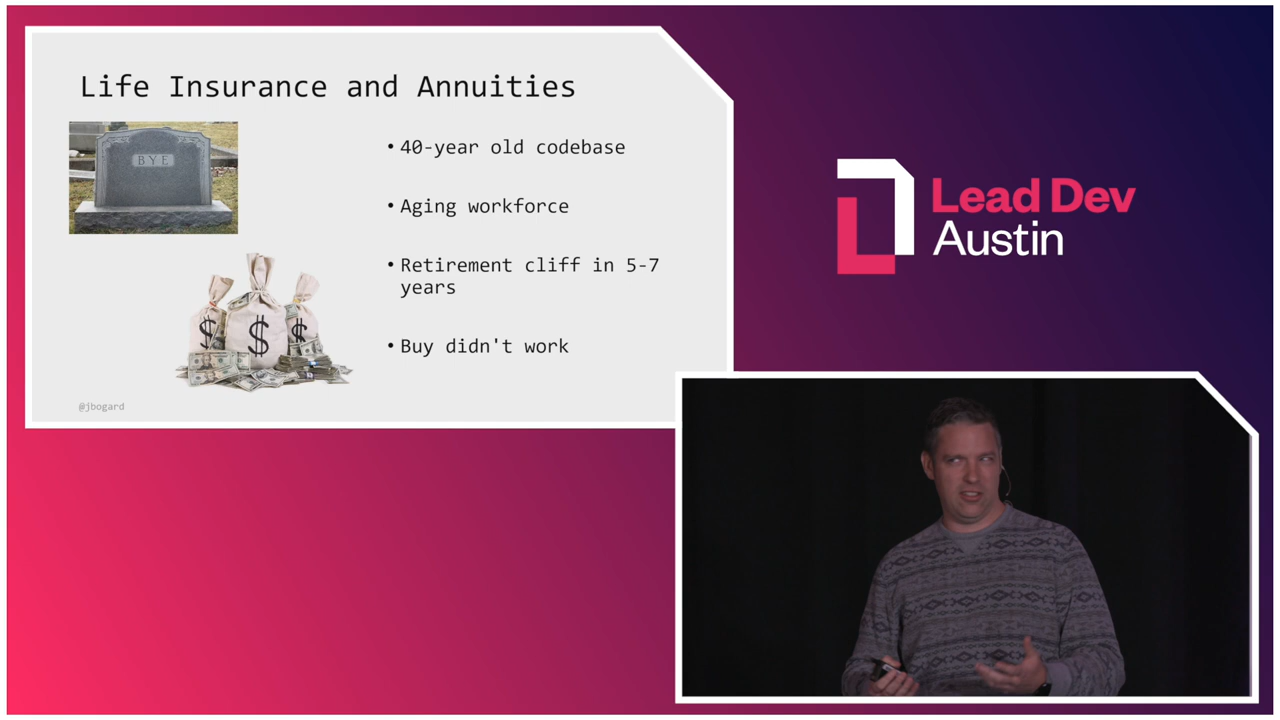 Life Insurance and Annuities
BYE
• 40-year old codebase
• Aging workforce
• Retirement cliff in 5-7
years
• Buy didn't work
$ $ $
@jbogard
Lead Dev
Austin